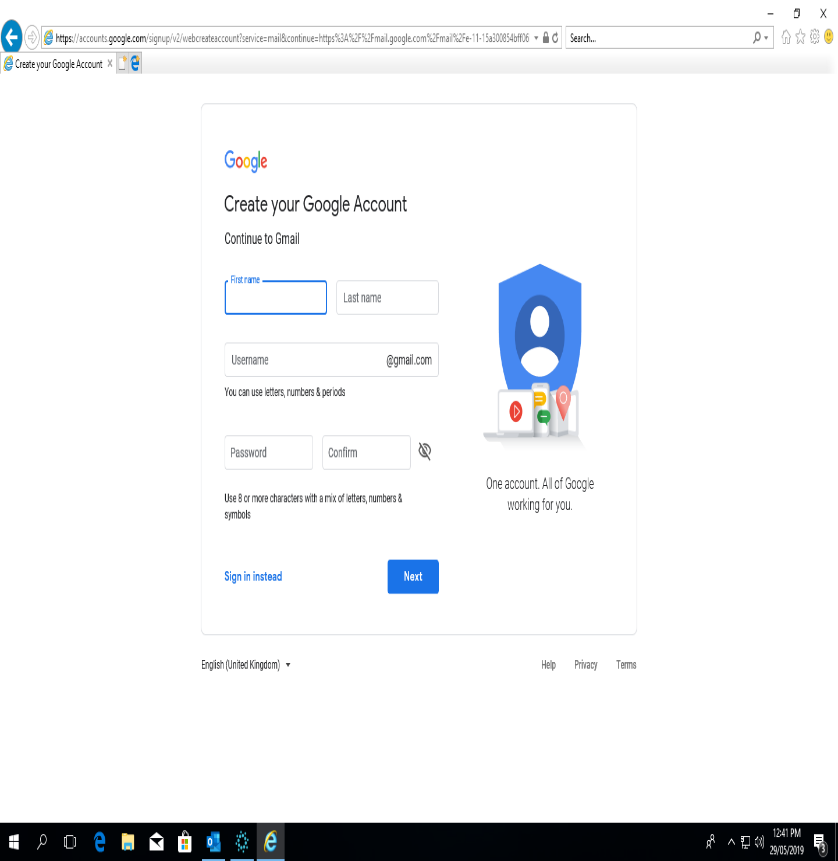 https://accounts.google.com/signup/v2/webcreateaccount?service=mail&continue=https%3A%2F%2Fmail.google.com%2Fmail%2Fe-11-15a300854bff06
Search...
Create your Google Account
Google
Create your Google Account
Continue to Gmail
First name
Last name
Username @gmail.com
You can use letters, numbers & periods
Password
Confirm
Use 8 or more characters with a mix of letters, numbers &
symbols
One account. All of Google
working for you.
Sign in instead
Next
English (United Kingdom)
Help Privacy Terms
12:41 PM
29/05/2019
3